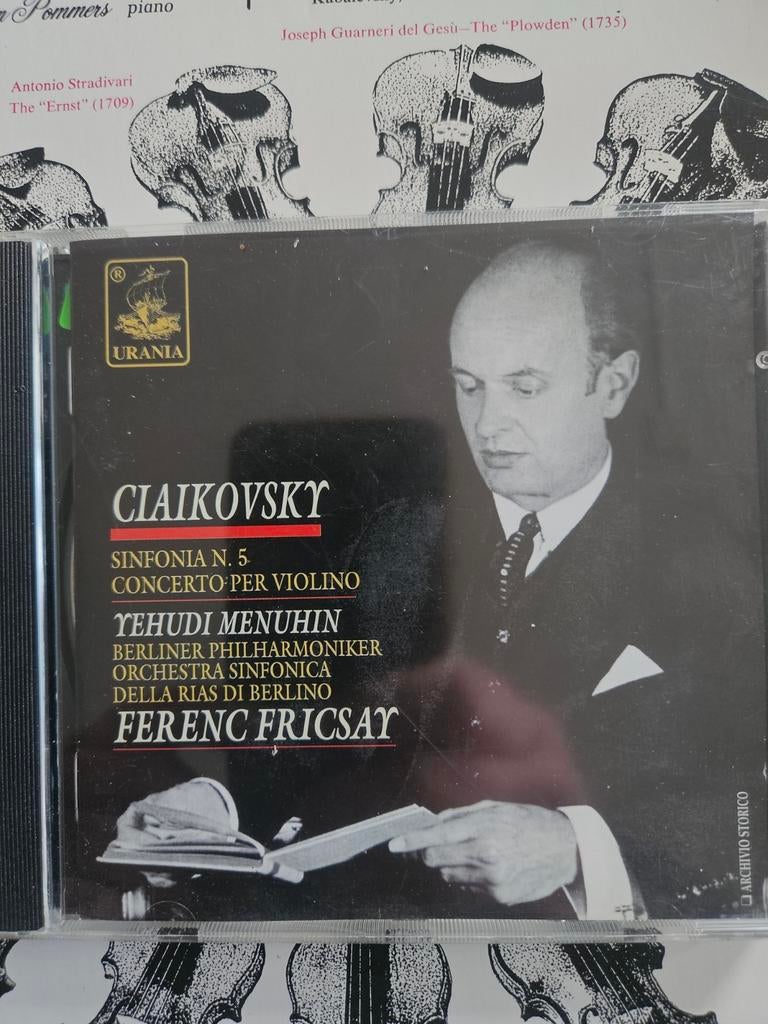 Pommers piano
Joseph Guarneri del Gesù—The "Plowden" (1735)
Antonio Stradivari
The "Ernst" (1709)
®
URANIA
CIAIKOVSKY
SINFONIA N. 5
CONCERTO PER VIOLINO
YEHUDI MENUHIN
BERLINER PHILHARMONIKER
ORCHESTRA SINFONICA
DELLA RIAS DI BERLINO
FERENC FRICSAY
ARCHIVIO STORICO